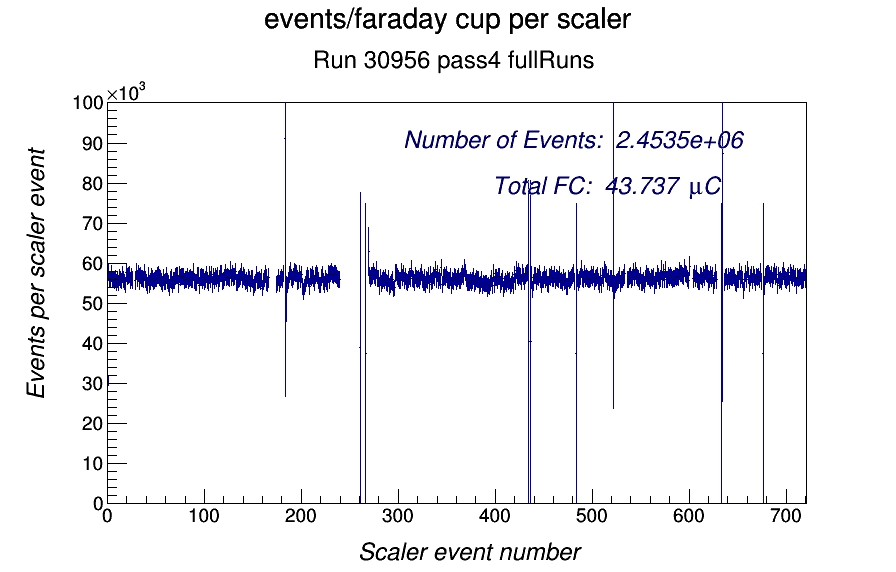 events/faraday cup per scaler
Run 30956 pass4 fullRuns
×10³
100
90
80
70
60
50
40
30
20
10
0
Events per scaler event
Number of Events: 2.4535e+06
Total FC: 43.737 μC
0 100 200 300 400 500 600 700
Scaler event number